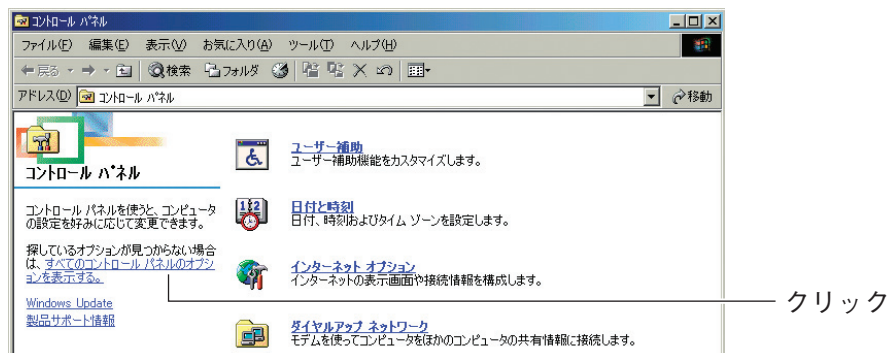 コントロール パネル
ファイル(F) 編集(E) 表示(V) お気に入り(A) ツール(T) ヘルプ(H)
戻る 検索 フォルダ
アドレス(D) コントロール パネル 移動
コントロール パネル
コントロール パネルを使うと、コンピュータ
の設定を好みに応じて変更できます。
探しているオプションが見つからない場合
は、すべてのコントロール パネルのオプシ
ョンを表示する。
Windows Update
製品サポート情報
ユーザー補助
ユーザー補助機能をカスタマイズします。
日付と時刻
日付、時刻およびタイム ゾーンを設定します。
インターネット オプション
インターネットの表示画面や接続情報を構成します。
ダイヤルアップ ネットワーク
モデムを使ってコンピュータをほかのコンピュータの共有情報に接続します。
クリック